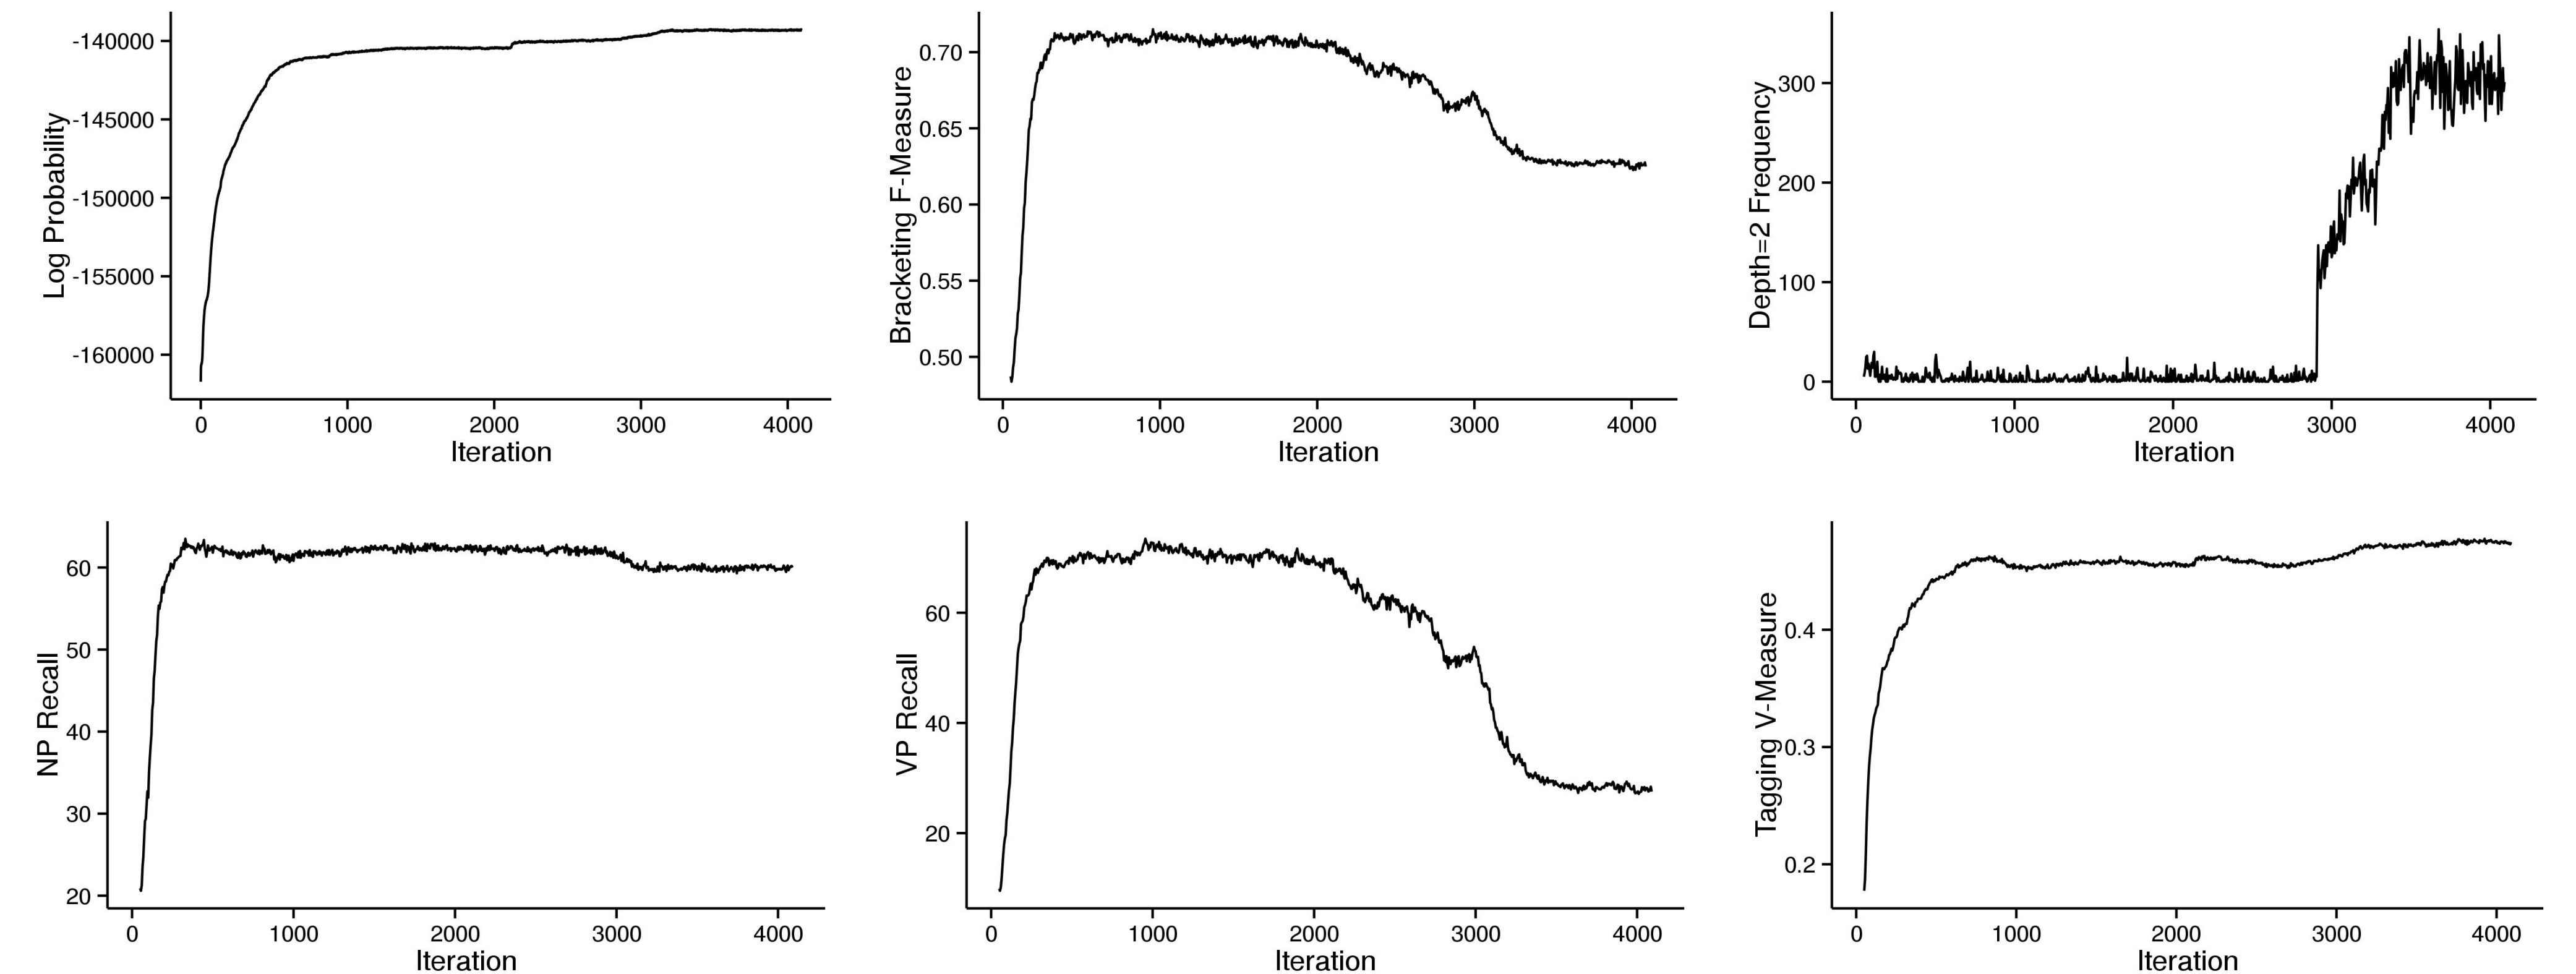 Log Probability
-140000
-145000
-150000
-155000
-160000
0 1000 2000 3000 4000
Iteration
Bracketing F-Measure
0.70
0.65
0.60
0.55
0.50
0 1000 2000 3000 4000
Iteration
Depth=2 Frequency
300
200
100
0
0 1000 2000 3000 4000
Iteration
NP Recall
60
50
40
30
20
0 1000 2000 3000 4000
Iteration
VP Recall
60
40
20
0 1000 2000 3000 4000
Iteration
Tagging V-Measure
0.4
0.3
0.2
0 1000 2000 3000 4000
Iteration